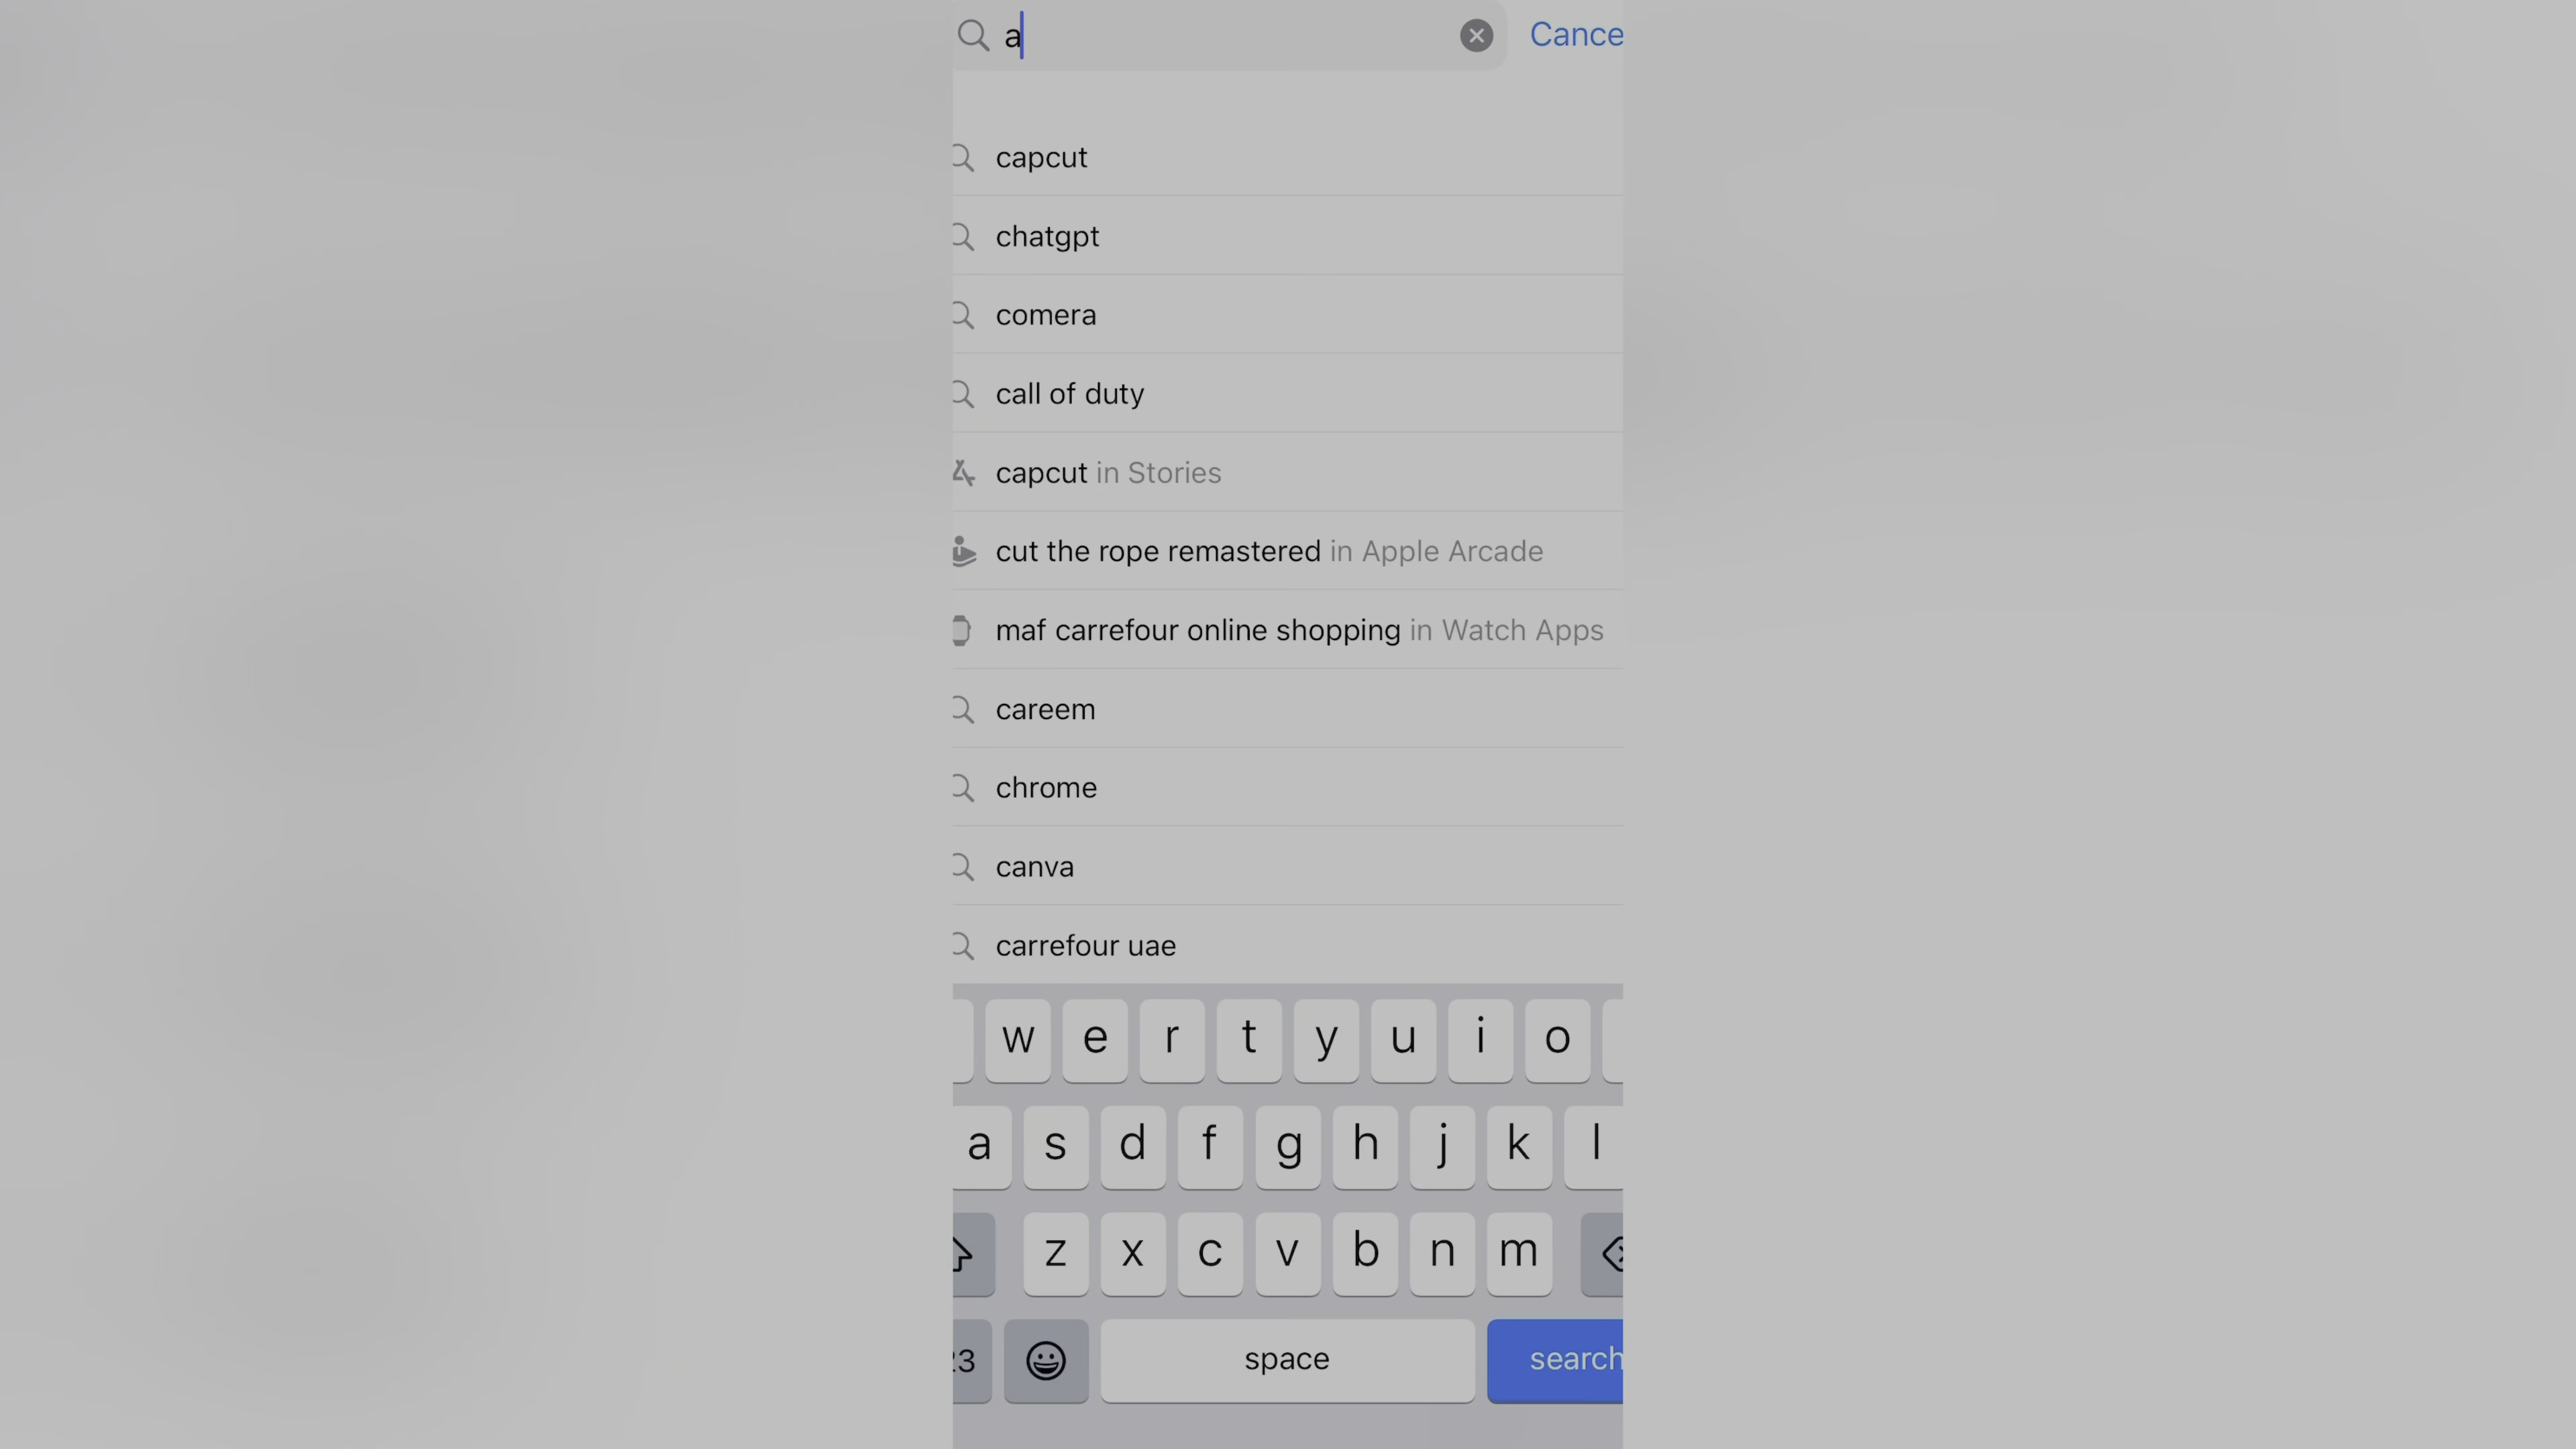 a
Cance
capcut
chatgpt
comera
call of duty
capcut in Stories
cut the rope remastered in Apple Arcade
maf carrefour online shopping in Watch Apps
careem
chrome
canva
carrefour uae
w e r t y u i o
a s d f g h j k l
z x c v b n m
23 space search